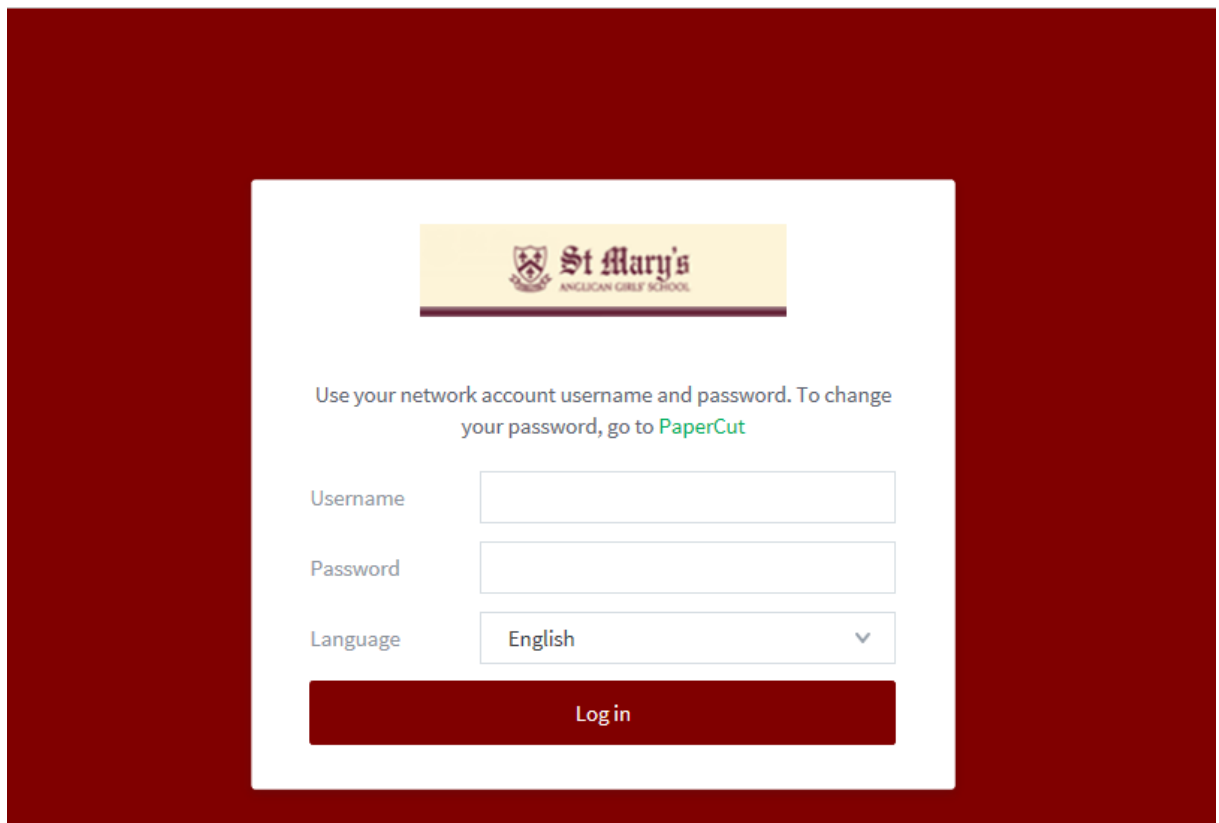 St Mary's
ANGLICAN GIRLS' SCHOOL
Use your network account username and password. To change
your password, go to PaperCut
Username
Password
Language English
Log in